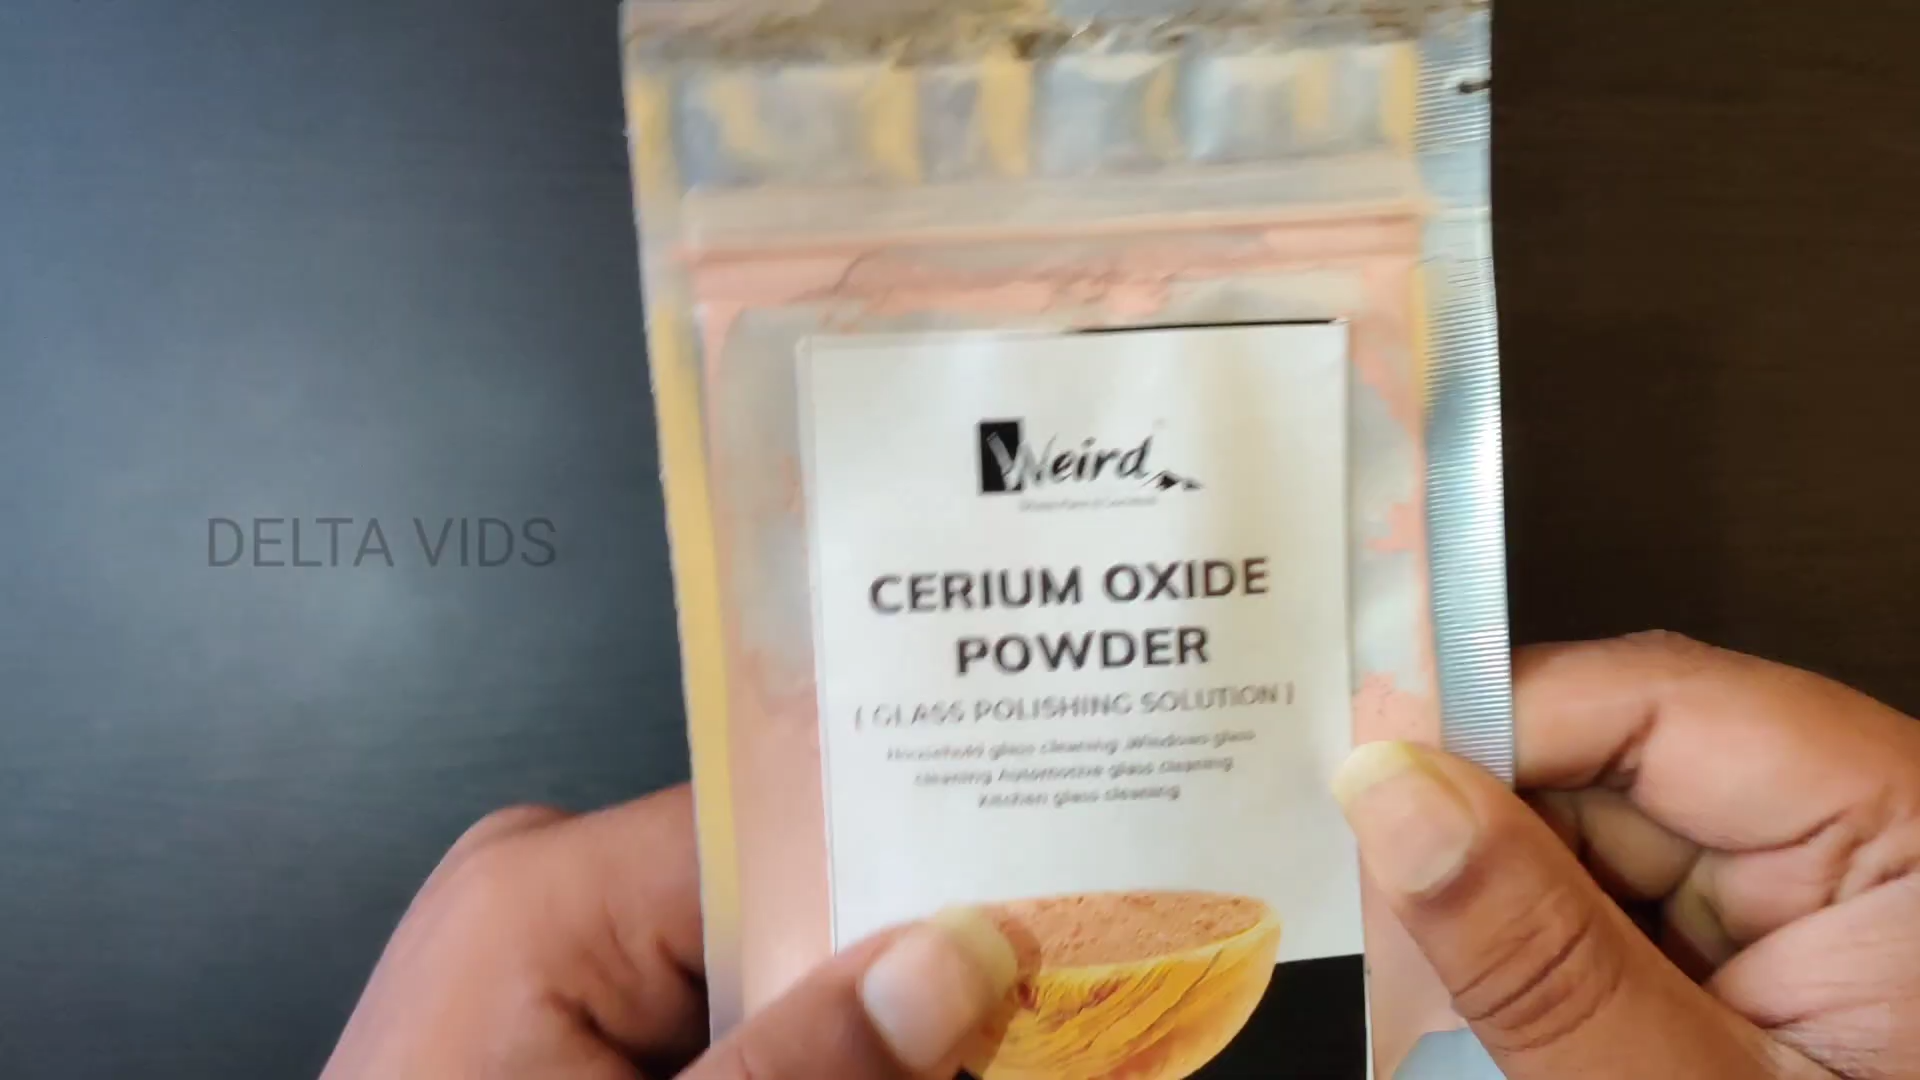 Weird
DELTA VIDS
CERIUM OXIDE
POWDER
[ GLASS POLISHING SOLUTION ]
Household glass cleaning Windows glass
cleaning Automotive glass cleaning
Kitchen glass cleaning